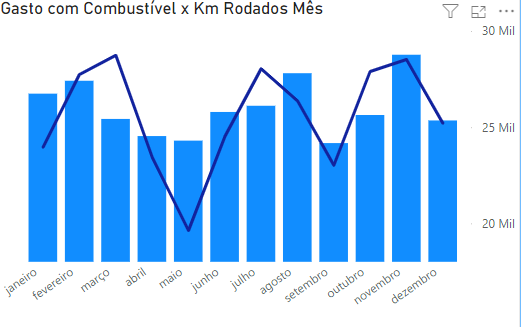 Gasto com Combustível x Km Rodados Mês
30 Mil
25 Mil
20 Mil
janeiro
fevereiro
março
abril
maio
junho
julho
agosto
setembro
outubro
novembro
dezembro